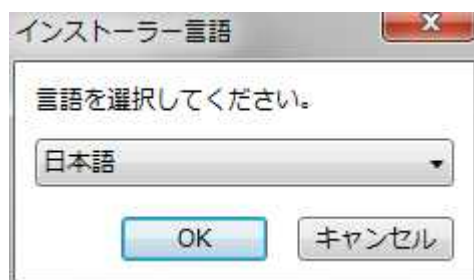 インストーラー言語
言語を選択してください。
日本語
OK
キャンセル